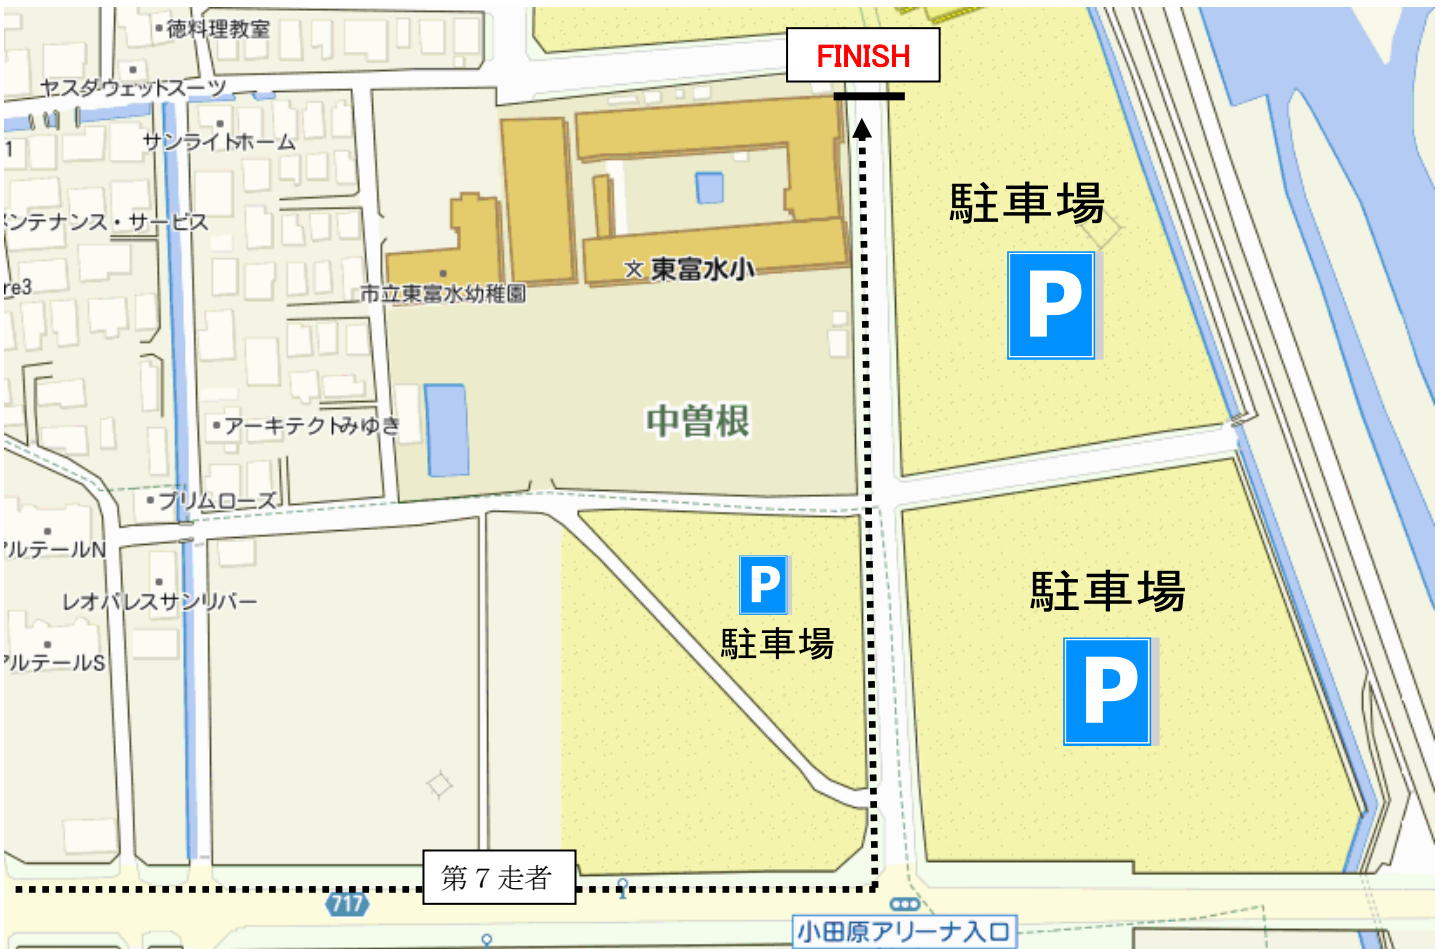 徳料理教室
FINISH
セスダウェットスーツ
サンライトホーム
1
駐車場
メンテナンス・サービス
東富水小
re3
市立東富水幼稚園
P
中曽根
アーキテクトみゆき
プリムローズ
アルテールN
P
駐車場
レオパレスサンリバー
駐車場
アルテールS
P
第7走者
717
小田原アリーナ入口